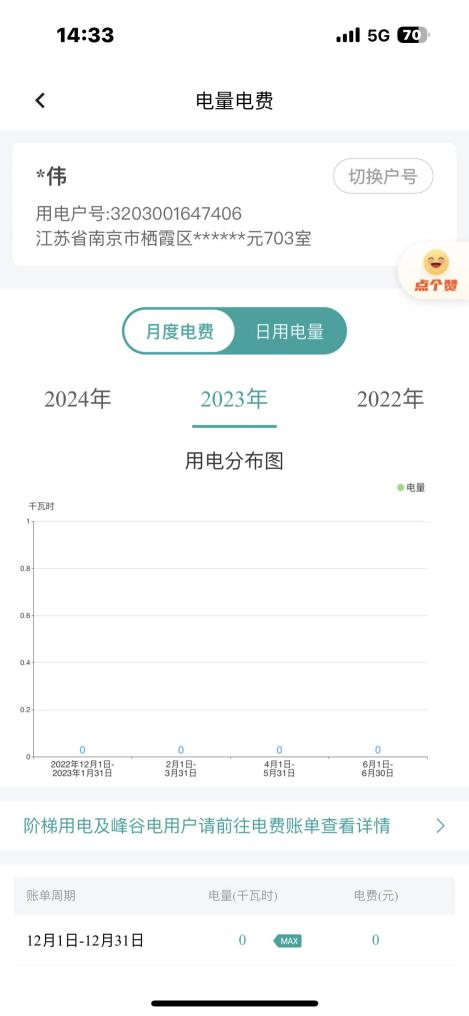 14:33
5G 70
电量电费
*伟
切换户号
用电户号:3203001647406
江苏省南京市栖霞区******元703室
点个赞
月度电费
日用电量
2024年
2023年
2022年
用电分布图
电量
千瓦时
1
0.8
0.6
0.4
0.2
0
0
0
0
0
2022年12月1日-
2023年1月31日
2月1日-
3月31日
4月1日-
5月31日
6月1日-
6月30日
阶梯用电及峰谷电用户请前往电费账单查看详情
账单周期
电量(千瓦时)
电费(元)
12月1日-12月31日
0
MAX
0